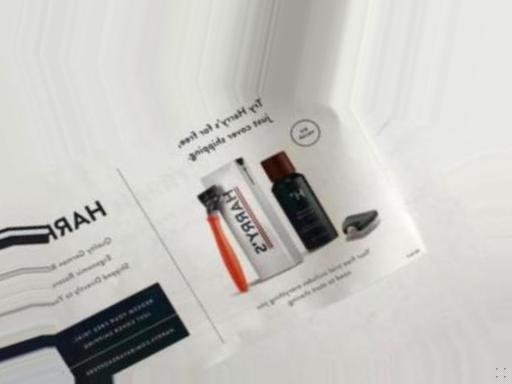 Try Harry's for free,
just cover shipping.
HARRY'S
H.
Your free trial includes everything you
need to start shaving.
HARR
Quality German
Ergonomic Razor
Shipped Directly to Y
REDEEM YOUR FREE TRIAL
JUST COVER SHIPPING